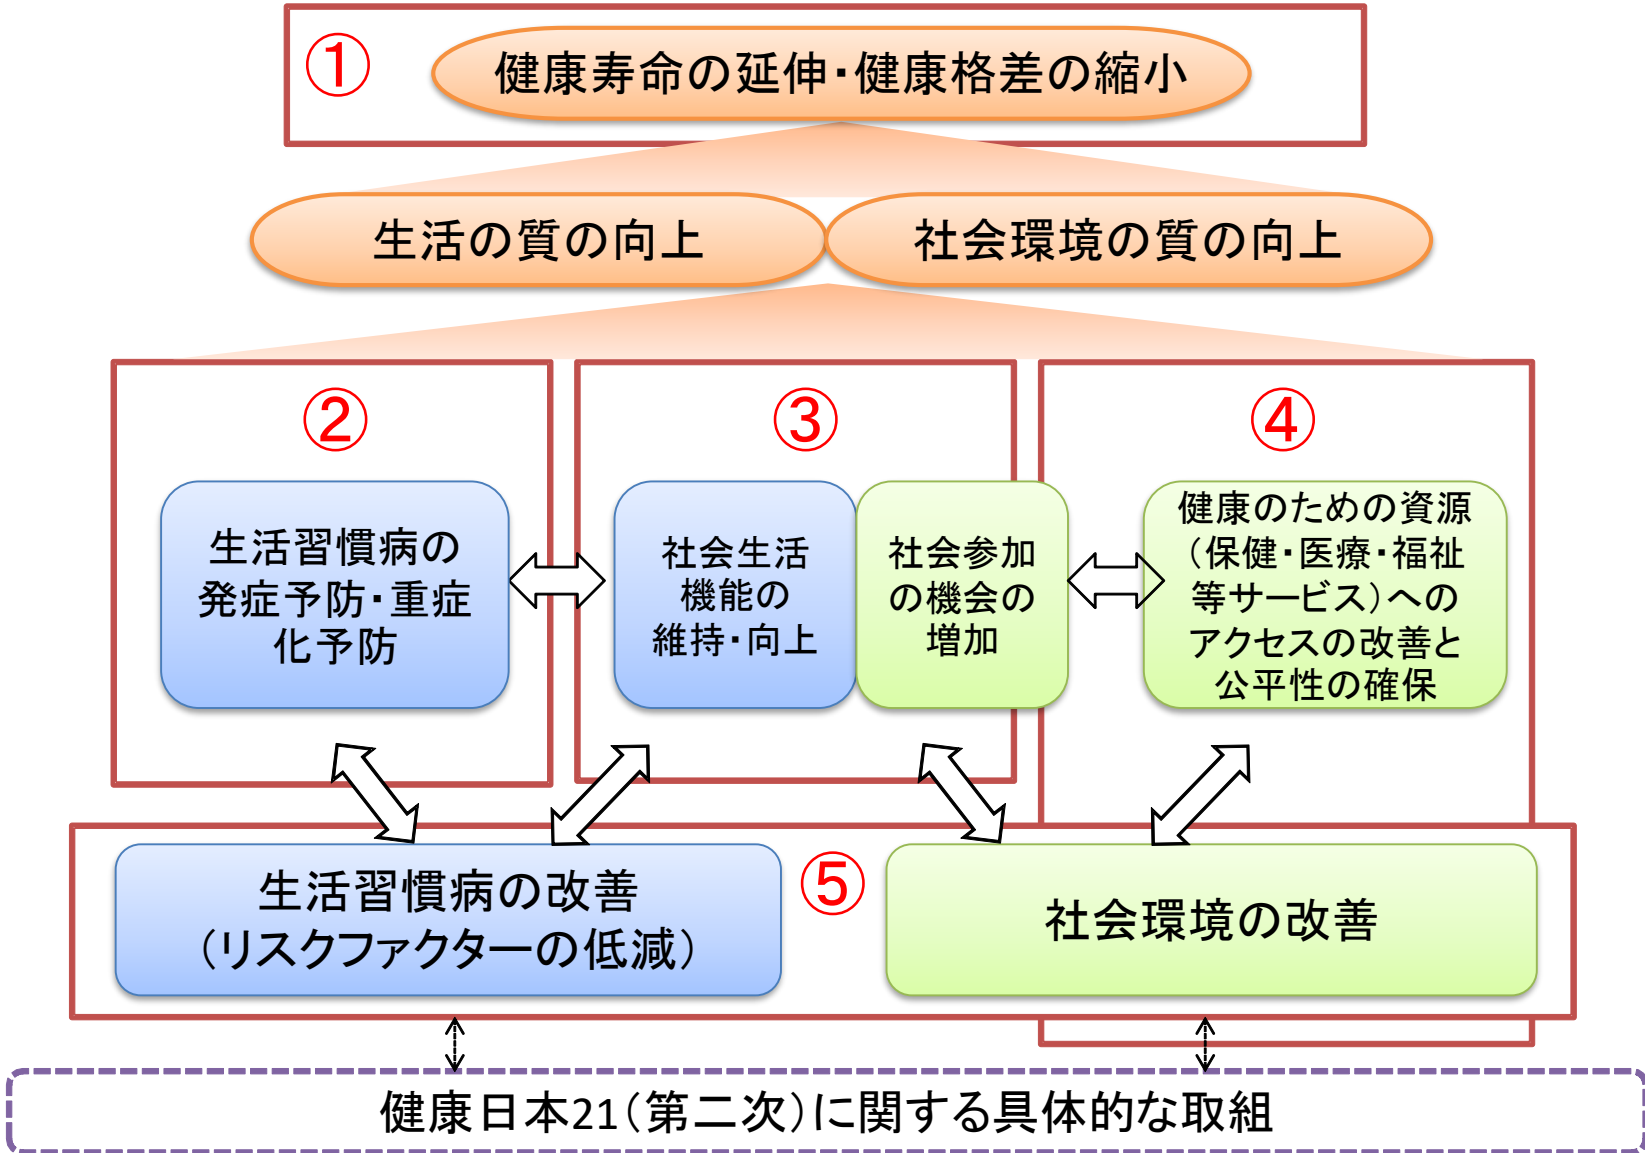 ①
健康寿命の延伸・健康格差の縮小
生活の質の向上
社会環境の質の向上
②
③
④
生活習慣病の
発症予防・重症
化予防
社会生活
機能の
維持・向上
社会参加
の機会の
増加
健康のための資源
(保健・医療・福祉
等サービス)への
アクセスの改善と
公平性の確保
⑤
生活習慣病の改善
(リスクファクターの低減)
社会環境の改善
健康日本21(第二次)に関する具体的な取組